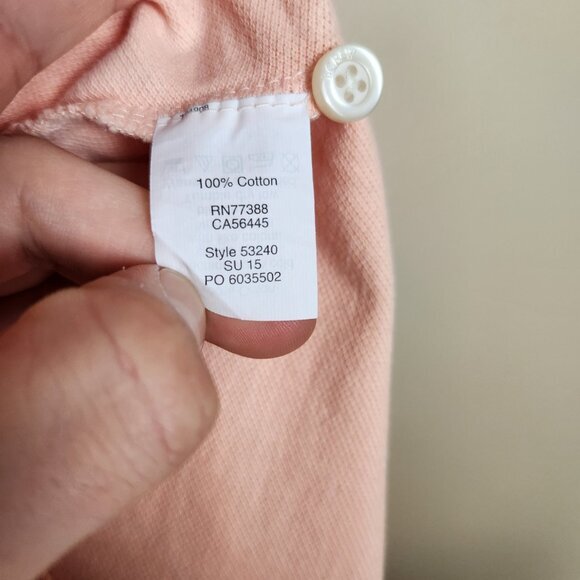 100% Cotton
RN77388
CA56445
Style 53240
SU 15
PO 6035502